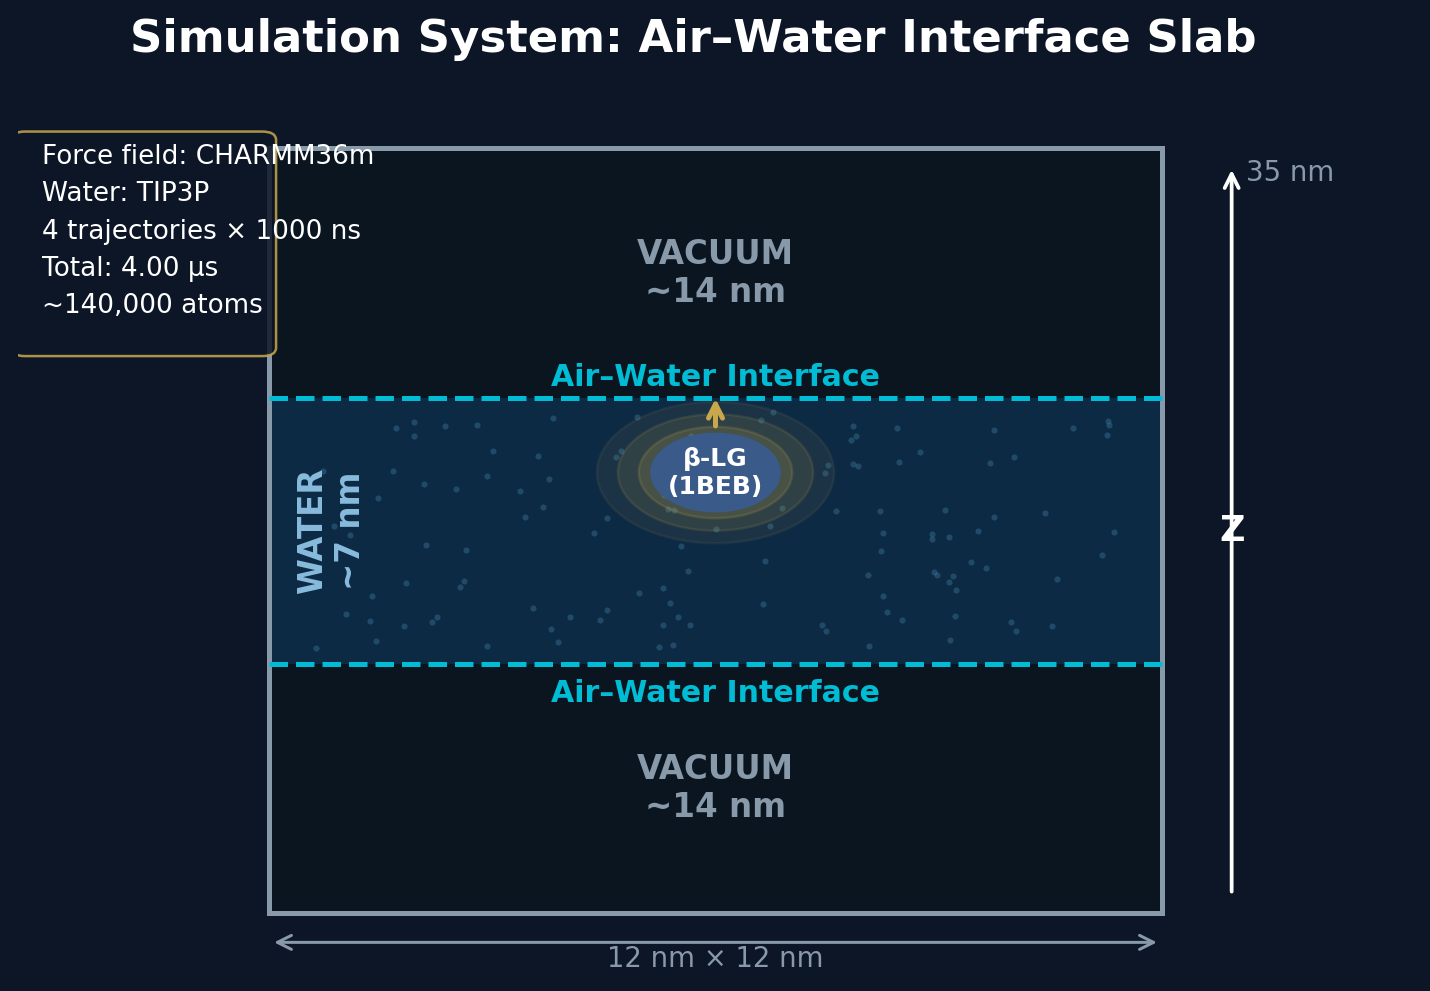 Simulation System: Air–Water Interface Slab
Force field: CHARMM36m
Water: TIP3P
4 trajectories × 1000 ns
Total: 4.00 μs
~140,000 atoms
35 nm
VACUUM
~14 nm
Air–Water Interface
β-LG
(1BEB)
WATER
~7 nm
Z
Air–Water Interface
VACUUM
~14 nm
12 nm × 12 nm